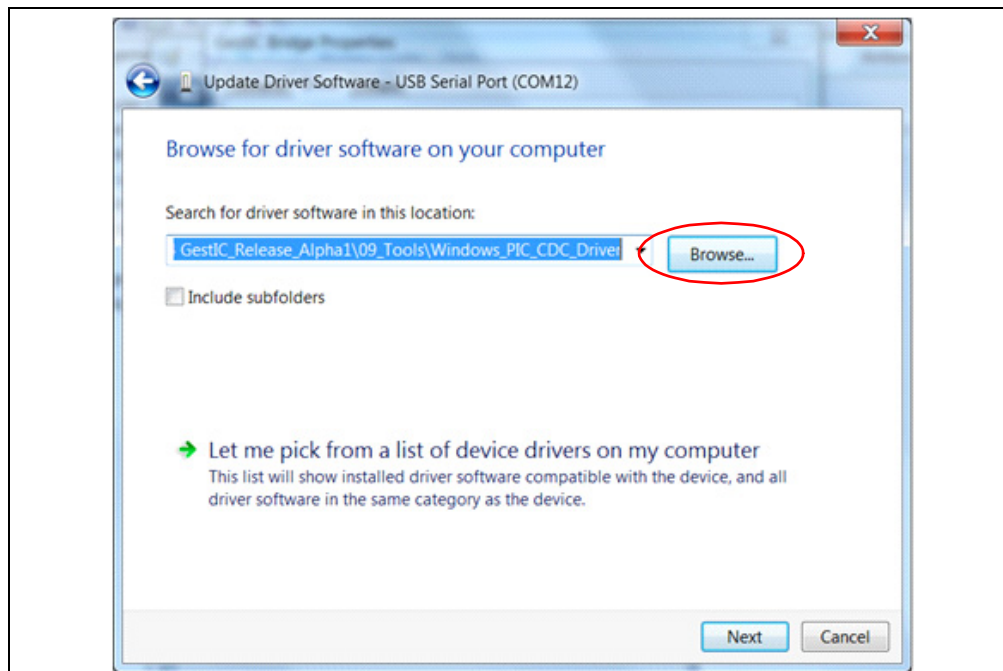 GestIC Bridge Properties
Update Driver Software - USB Serial Port (COM12)
Browse for driver software on your computer
Search for driver software in this location:
GestIC_Release_Alpha1\09_Tools\Windows_PIC_CDC_Driver
Browse...
Include subfolders
Let me pick from a list of device drivers on my computer
This list will show installed driver software compatible with the device, and all
driver software in the same category as the device.
Next
Cancel